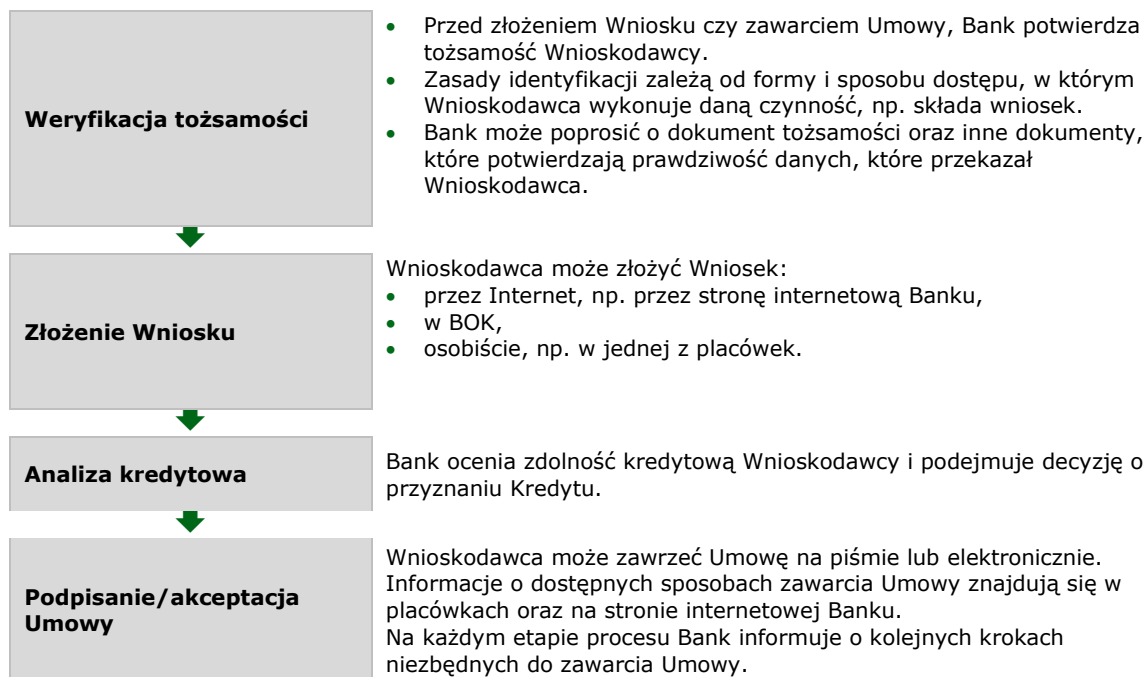 Weryfikacja tożsamości
• Przed złożeniem Wniosku czy zawarciem Umowy, Bank potwierdza
tożsamość Wnioskodawcy.
• Zasady identyfikacji zależą od formy i sposobu dostępu, w którym
Wnioskodawca wykonuje daną czynność, np. składa wniosek.
• Bank może poprosić o dokument tożsamości oraz inne dokumenty,
które potwierdzają prawdziwość danych, które przekazał
Wnioskodawca.
Złożenie Wniosku
Wnioskodawca może złożyć Wniosek:
• przez Internet, np. przez stronę internetową Banku,
• w BOK,
• osobiście, np. w jednej z placówek.
Analiza kredytowa
Bank ocenia zdolność kredytową Wnioskodawcy i podejmuje decyzję o
przyznaniu Kredytu.
Podpisanie/akceptacja
Umowy
Wnioskodawca może zawrzeć Umowę na piśmie lub elektronicznie.
Informacje o dostępnych sposobach zawarcia Umowy znajdują się w
placówkach oraz na stronie internetowej Banku.
Na każdym etapie procesu Bank informuje o kolejnych krokach
niezbędnych do zawarcia Umowy.